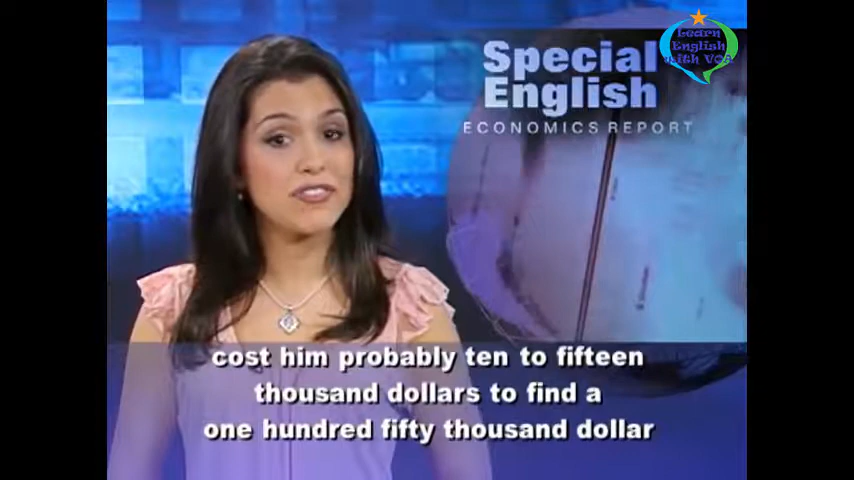 Special
English
ECONOMICS REPORT
Learn
English
with VOA
cost him probably ten to fifteen
thousand dollars to find a
one hundred fifty thousand dollar